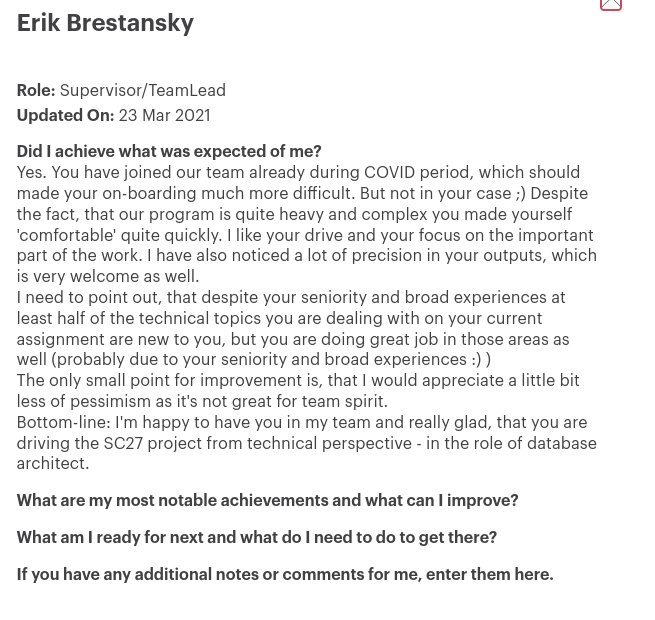 Erik Brestansky
Role: Supervisor/TeamLead
Updated On: 23 Mar 2021
Did I achieve what was expected of me?
Yes. You have joined our team already during COVID period, which should
made your on-boarding much more difficult. But not in your case ;) Despite
the fact, that our program is quite heavy and complex you made yourself
'comfortable' quite quickly. I like your drive and your focus on the important
part of the work. I have also noticed a lot of precision in your outputs, which
is very welcome as well.
I need to point out, that despite your seniority and broad experiences at
least half of the technical topics you are dealing with on your current
assignment are new to you, but you are doing great job in those areas as
well (probably due to your seniority and broad experiences :) )
The only small point for improvement is, that I would appreciate a little bit
less of pessimism as it's not great for team spirit.
Bottom-line: I'm happy to have you in my team and really glad, that you are
driving the SC27 project from technical perspective - in the role of database
architect.
What are my most notable achievements and what can I improve?
What am I ready for next and what do I need to do to get there?
If you have any additional notes or comments for me, enter them here.